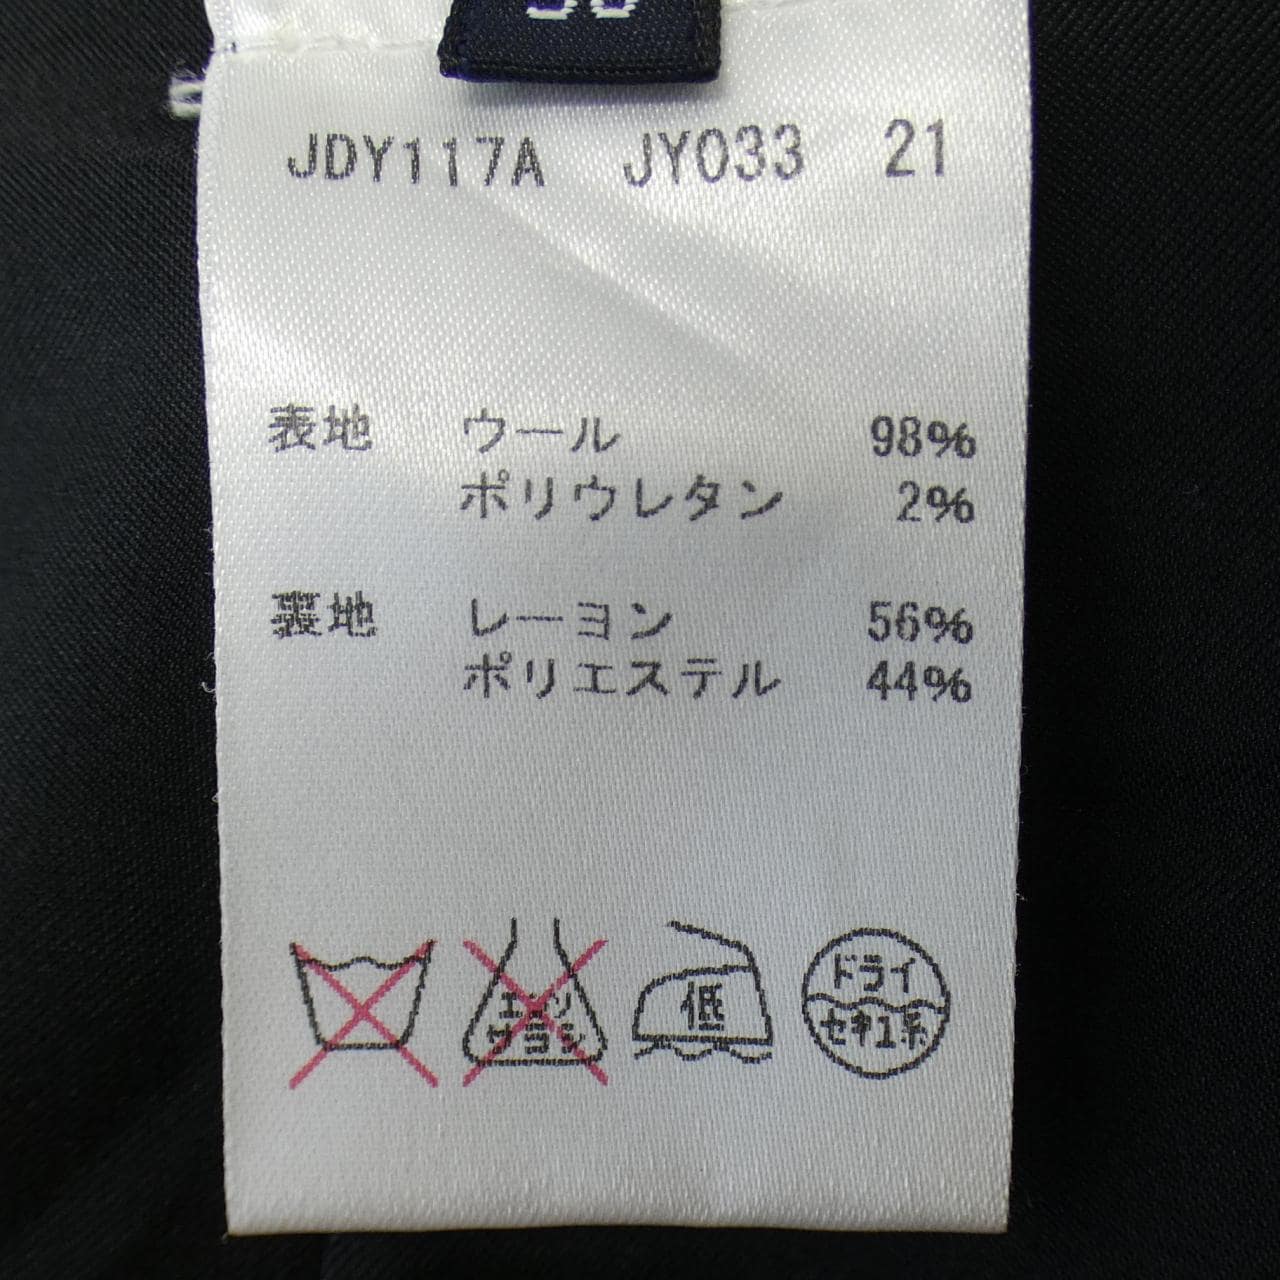 JDY117A JY033 21
表地 ウール 98%
ポリウレタン 2%
裏地 レーヨン 56%
ポリエステル 44%
エンソ
サラシ
低
ドライ
セキユ系